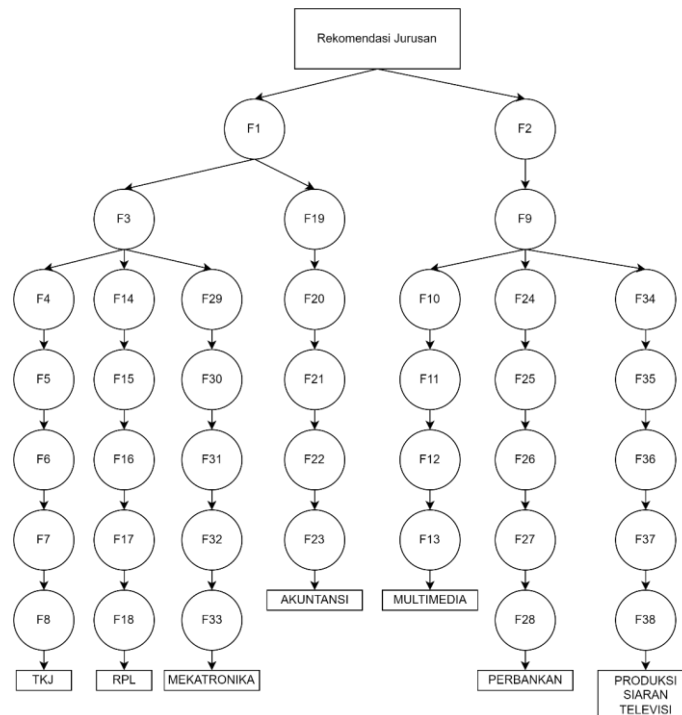 Rekomendasi Jurusan
F1
F2
F3
F19
F9
F4
F14
F29
F20
F10
F24
F34
F5
F15
F30
F21
F11
F25
F35
F6
F16
F31
F22
F12
F26
F36
F7
F17
F32
F23
F13
F27
F37
AKUNTANSI
MULTIMEDIA
F8
F18
F33
F28
F38
TKJ
RPL
MEKATRONIKA
PERBANKAN
PRODUKSI
SIARAN
TELEVISI